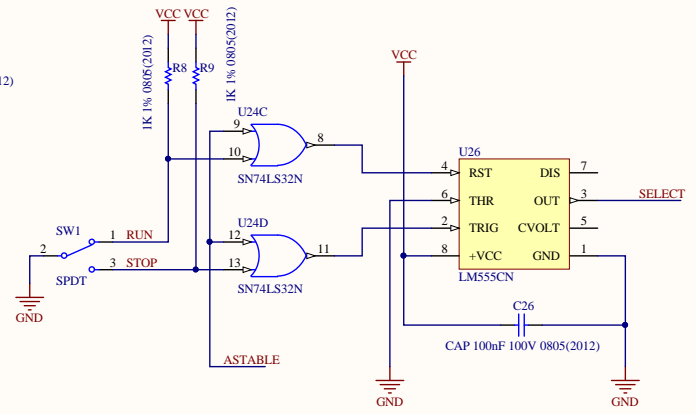 VCC VCC
1K 1% 0805(2012)
R8
R9
1K 1% 0805(2012)
2)
U24C
9
10
8
SN74LS32N
VCC
U26
4 RST DIS 7
6 THR OUT 3
SELECT
2 TRIG CVOLT 5
8 +VCC GND 1
LM555CN
U24D
12
13
11
SN74LS32N
SW1
2
1 RUN
3 STOP
SPDT
GND
ASTABLE
C26
CAP 100nF 100V 0805(2012)
GND
GND